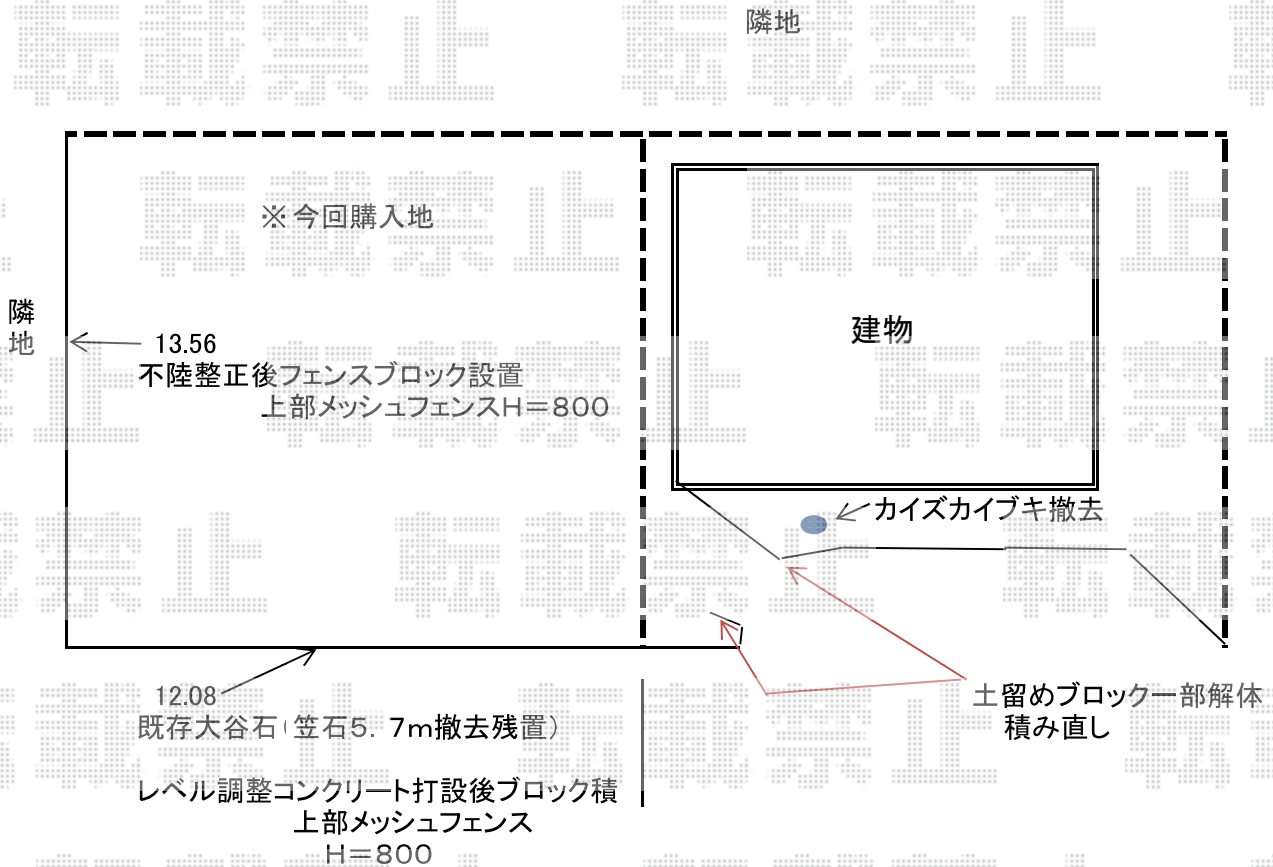 隣地
※今回購入地
隣
地
建物
13.56
不陸整正後フェンスブロック設置
上部メッシュフェンスH＝800
カイズカイブキ撤去
12.08
既存大谷石（笠石5．7m撤去残置）
土留めブロック一部解体
積み直し
レベル調整コンクリート打設後ブロック積
上部メッシュフェンス
H＝800
転載禁止